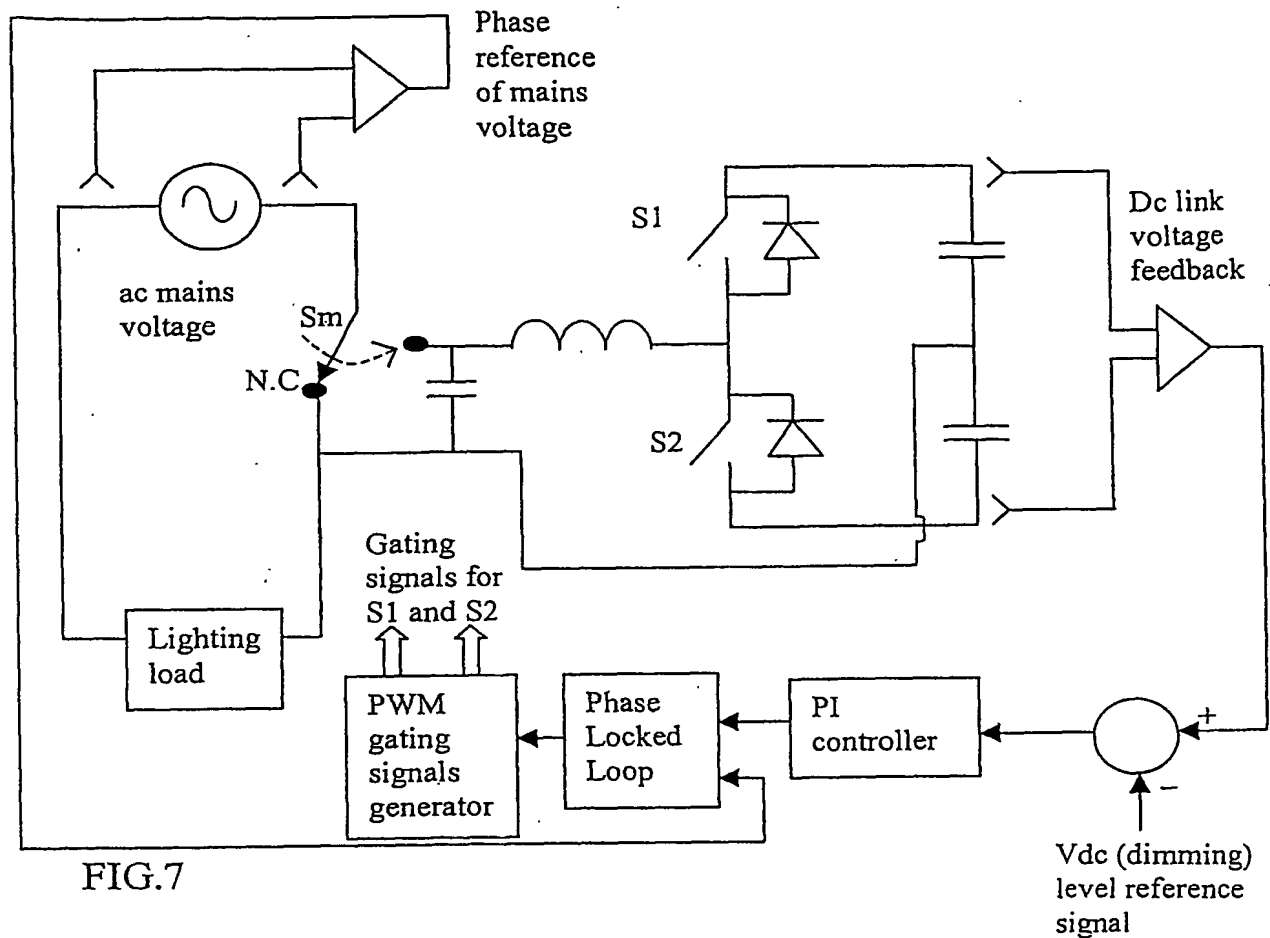 Phase
reference
of mains
voltage
S1
Dc link
voltage
feedback
ac mains
voltage
Sm
N.C
S2
Gating
signals for
S1 and S2
Lighting
load
PWM
gating
signals
generator
Phase
Locked
Loop
PI
controller
+
−
Vdc (dimming)
level reference
signal
FIG.7